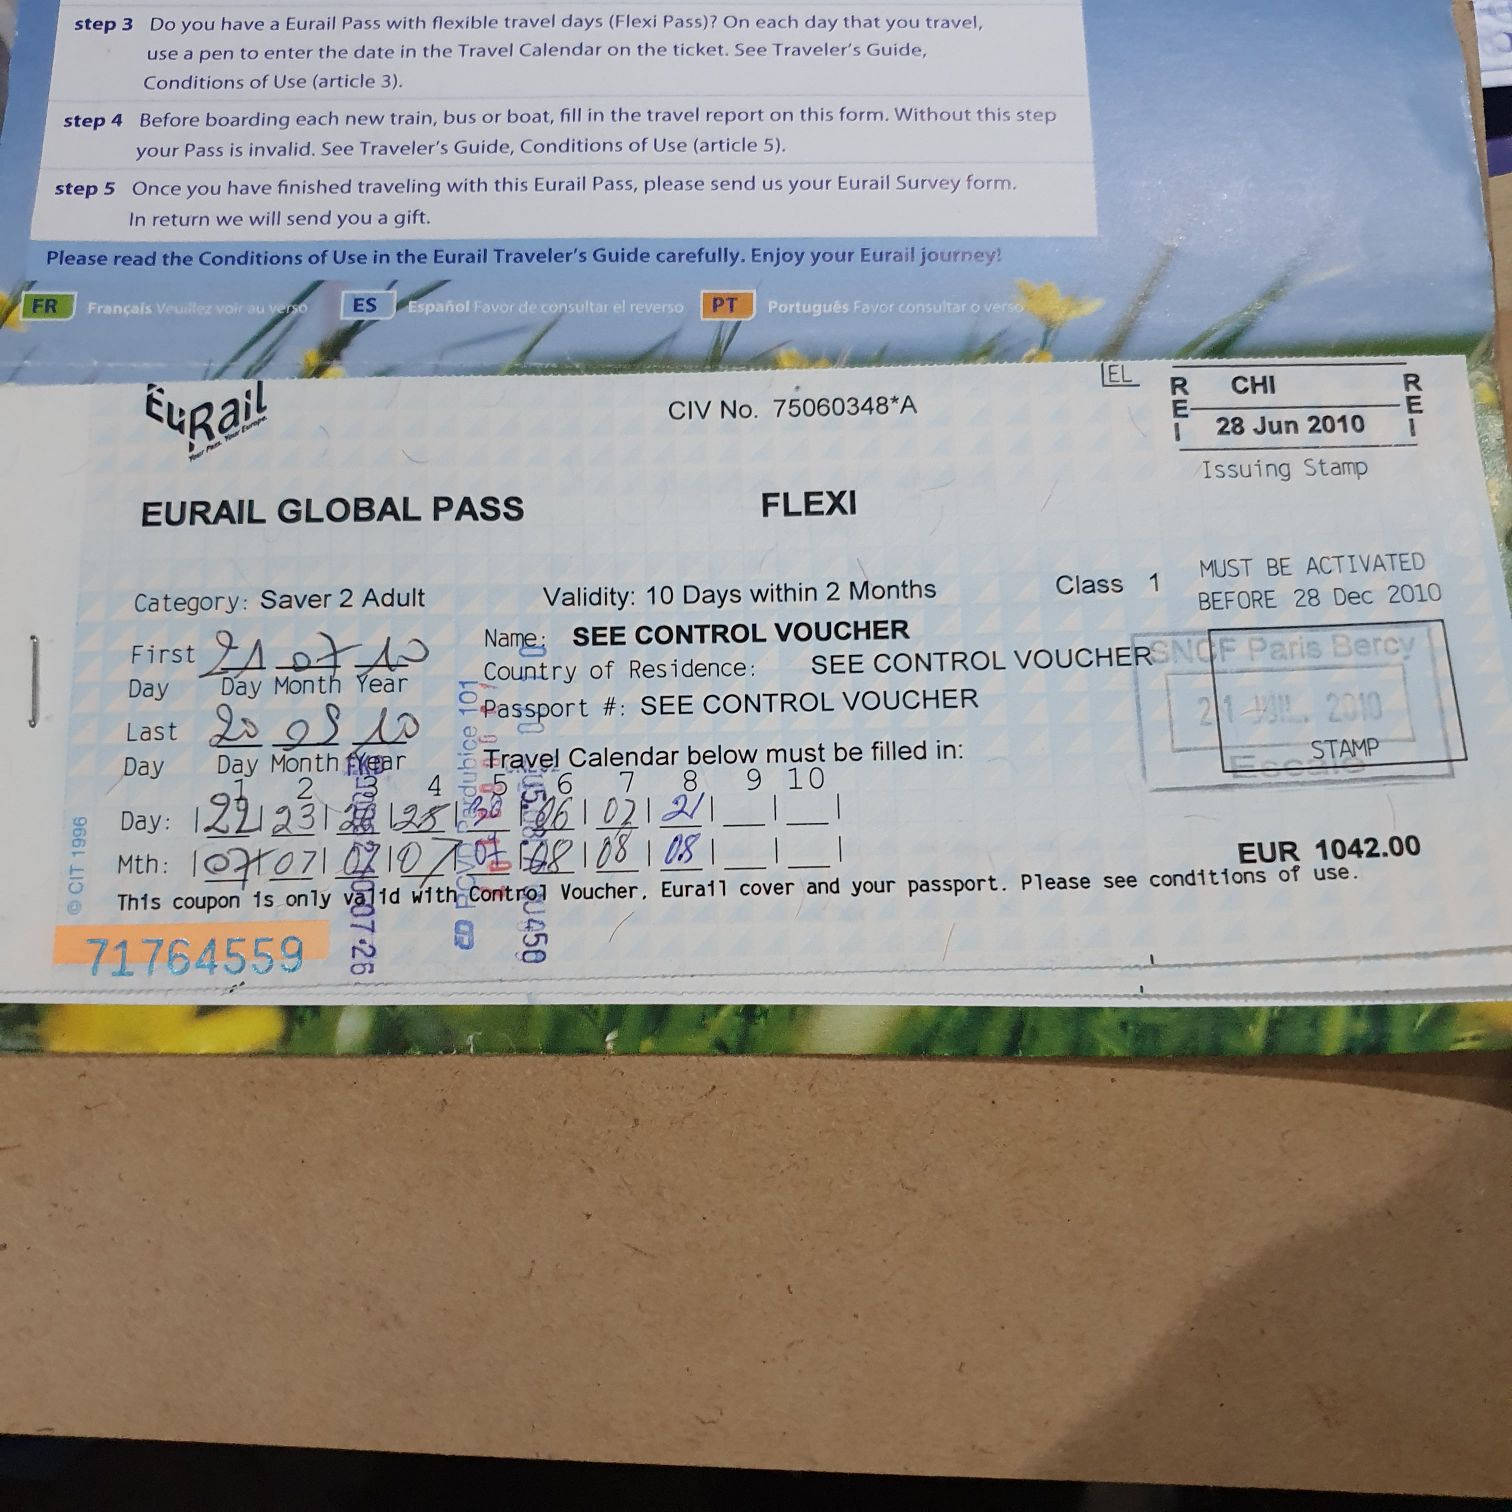 step 3 Do you have a Eurail Pass with flexible travel days (Flexi Pass)? On each day that you travel,
use a pen to enter the date in the Travel Calendar on the ticket. See Traveler's Guide,
Conditions of Use (article 3).
step 4 Before boarding each new train, bus or boat, fill in the travel report on this form. Without this step
your Pass is invalid. See Traveler's Guide, Conditions of Use (article 5).
step 5 Once you have finished traveling with this Eurail Pass, please send us your Eurail Survey form.
In return we will send you a gift.
Please read the Conditions of Use in the Eurail Traveler's Guide carefully. Enjoy your Eurail journey!
FR Français Veuillez voir au verso ES Español Favor de consultar el reverso PT Português Favor consultar o verso
EuRail
Your Pass. Your Europe.
CIV No. 75060348*A
EL
REI CHI REI
28 Jun 2010
Issuing Stamp
EURAIL GLOBAL PASS FLEXI
Category: Saver 2 Adult Validity: 10 Days within 2 Months Class 1
MUST BE ACTIVATED
BEFORE 28 Dec 2010
First 21 07 10
Day Day Month Year
Name: SEE CONTROL VOUCHER
Country of Residence: SEE CONTROL VOUCHER
Passport #: SEE CONTROL VOUCHER
SNCF Paris Bercy
21 JUIL. 2010
STAMP
Escale
Last 20 09 10
Day Day Month Year
Travel Calendar below must be filled in:
1 2 3 4 5 6 7 8 9 10
Day: 22 23 25 06 07 21
Mth: 07 07 07 07 07 08 08 08
EUR 1042.00
This coupon is only valid with Control Voucher, Eurail cover and your passport. Please see conditions of use.
© CIT 1996
71764559
Pardubice 101